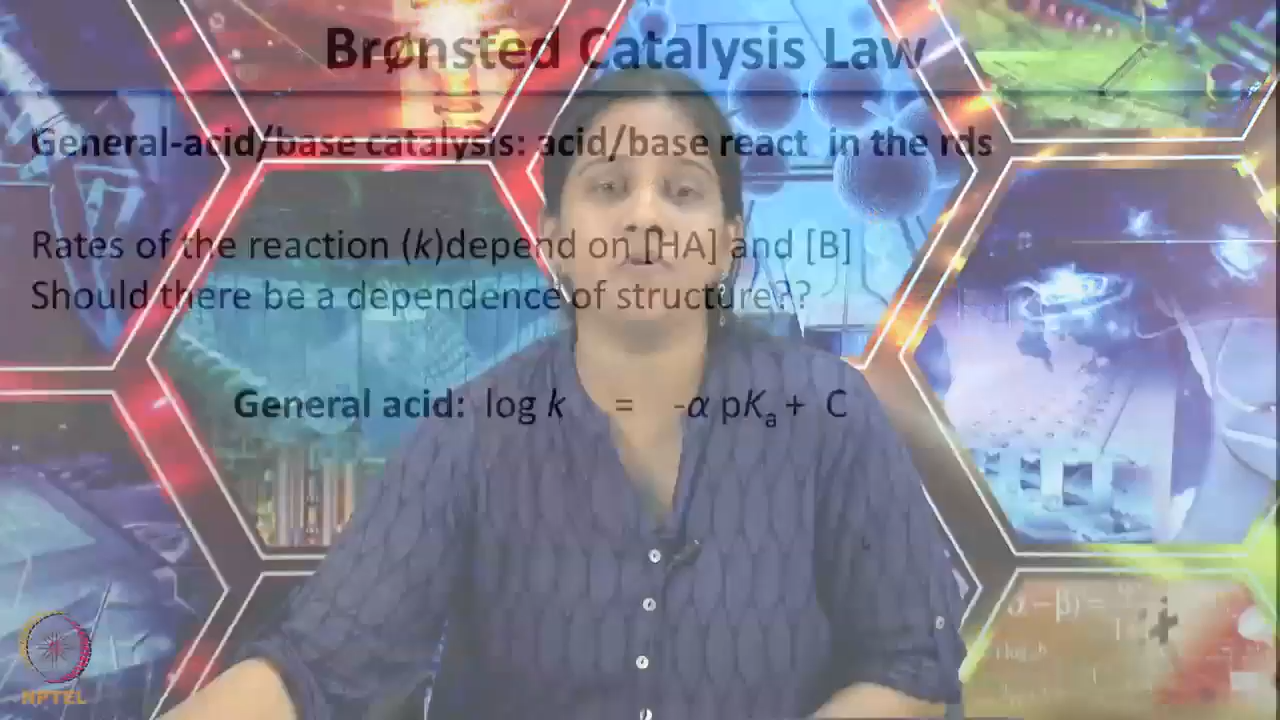 Brønsted Catalysis Law
General-acid/base catalysis: acid/base react in the rds
Rates of the reaction (k)depend on [HA] and [B]
Should there be a dependence of structure??
General acid: log k = -α pKₐ + C
NPTEL